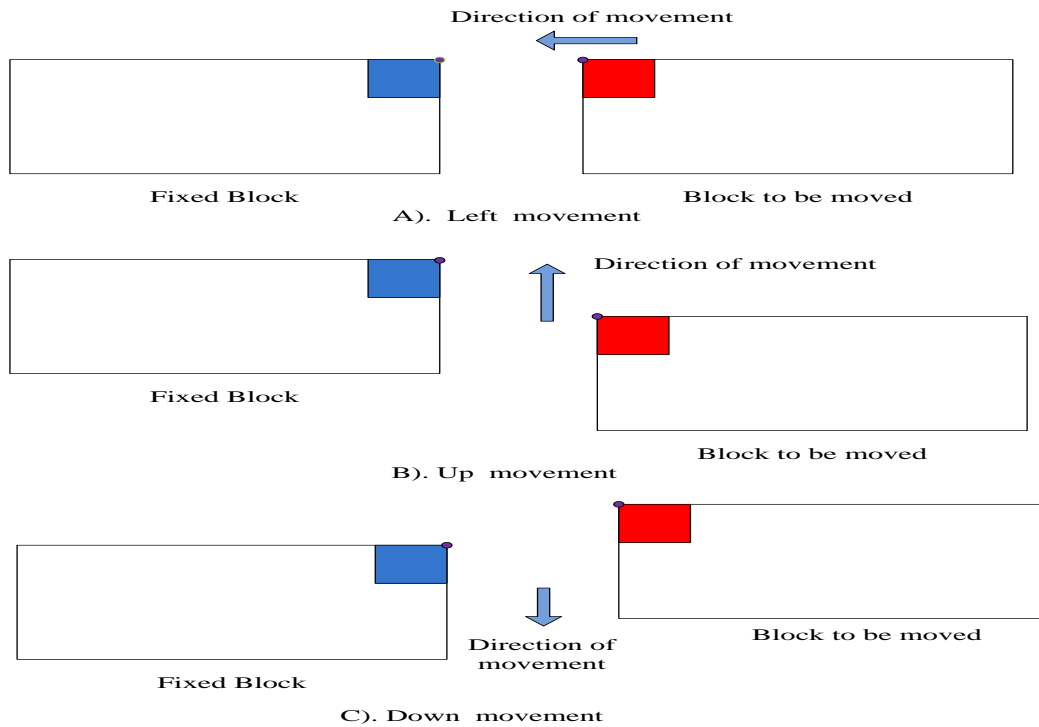 Direction of movement
Fixed Block
Block to be moved
A). Left movement
Direction of movement
Fixed Block
Block to be moved
B). Up movement
Direction of
movement
Block to be moved
Fixed Block
C). Down movement